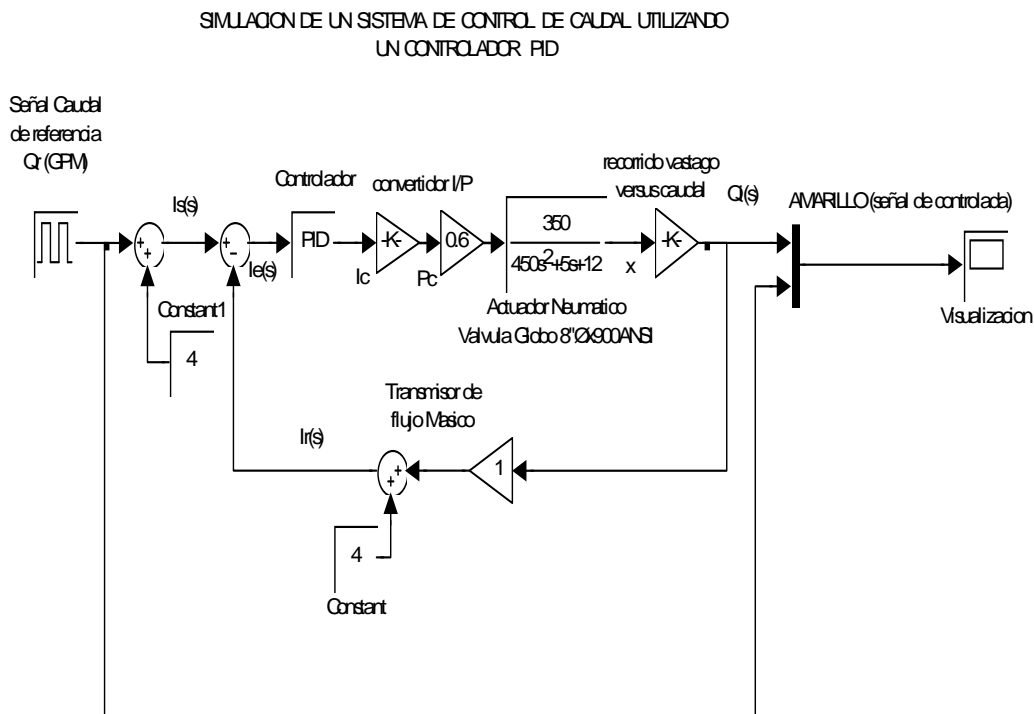 SIMULACION DE UN SISTEMA DE CONTROL DE CAUDAL UTILIZANDO
UN CONTROLADOR PID
Señal Caudal
de referencia
Qr (GPM)
Is(s)
Ie(s)
Constant1
4
Controlador
PID
Ic
convertidor I/P
-K-
0.6
Pc
350
450s²+5s+12
Actuador Neumatico
Valvula Globo 8"Øx900ANSI
x
recorrido vastago
versus caudal
-K-
Ql(s)
AMARILLO (señal de controlada)
Visualizacion
Transmisor de
flujo Masico
1
Ir(s)
4
Constant